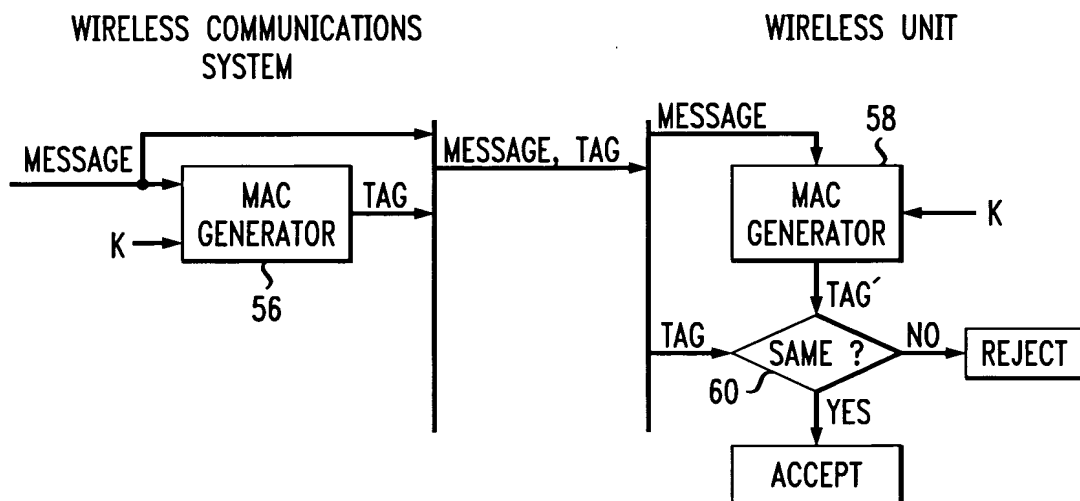 WIRELESS COMMUNICATIONS
SYSTEM
WIRELESS UNIT
MESSAGE
MAC
GENERATOR
K
56
TAG
MESSAGE, TAG
MESSAGE
58
MAC
GENERATOR
K
TAG´
TAG
SAME ?
60
NO
REJECT
YES
ACCEPT